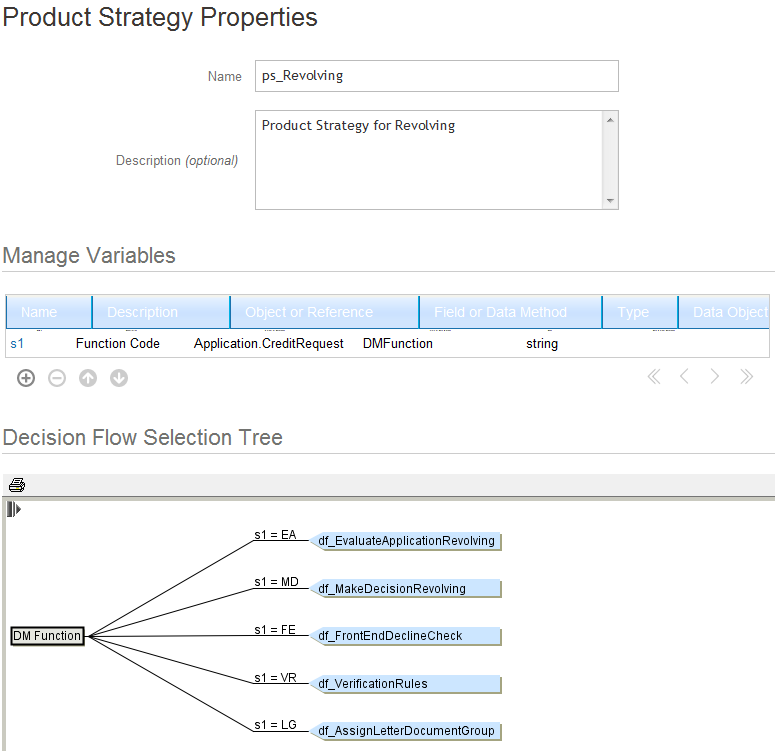 Product Strategy Properties
Name ps_Revolving
Product Strategy for Revolving
Description (optional)
Manage Variables
Name Description Object or Reference Field or Data Method Type Data Object
s1 Function Code Application.CreditRequest DMFunction string
Decision Flow Selection Tree
s1 = EA df_EvaluateApplicationRevolving
s1 = MD df_MakeDecisionRevolving
DM Function s1 = FE df_FrontEndDeclineCheck
s1 = VR df_VerificationRules
s1 = LG df_AssignLetterDocumentGroup